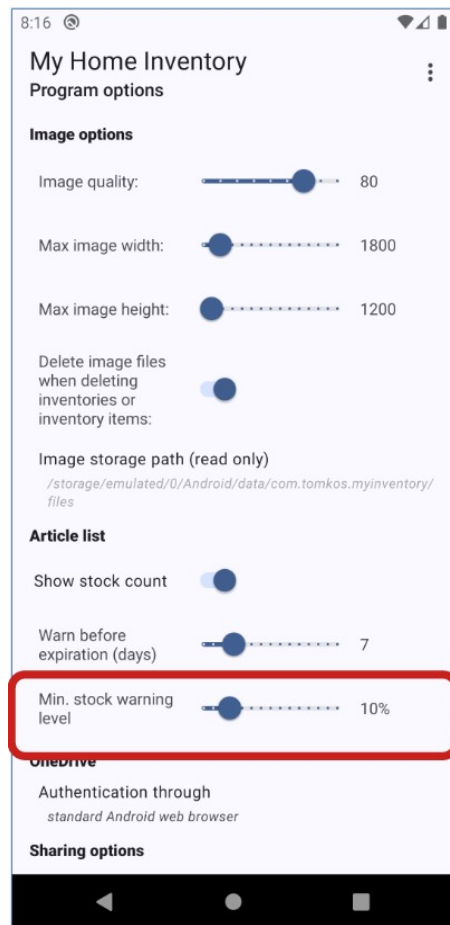 8:16
My Home Inventory
Program options
Image options
Image quality:
80
Max image width:
1800
Max image height:
1200
Delete image files
when deleting
inventories or
inventory items:
Image storage path (read only)
/storage/emulated/0/Android/data/com.tomkos.myinventory/
files
Article list
Show stock count
Warn before
expiration (days)
7
Min. stock warning
level
10%
OneDrive
Authentication through
standard Android web browser
Sharing options